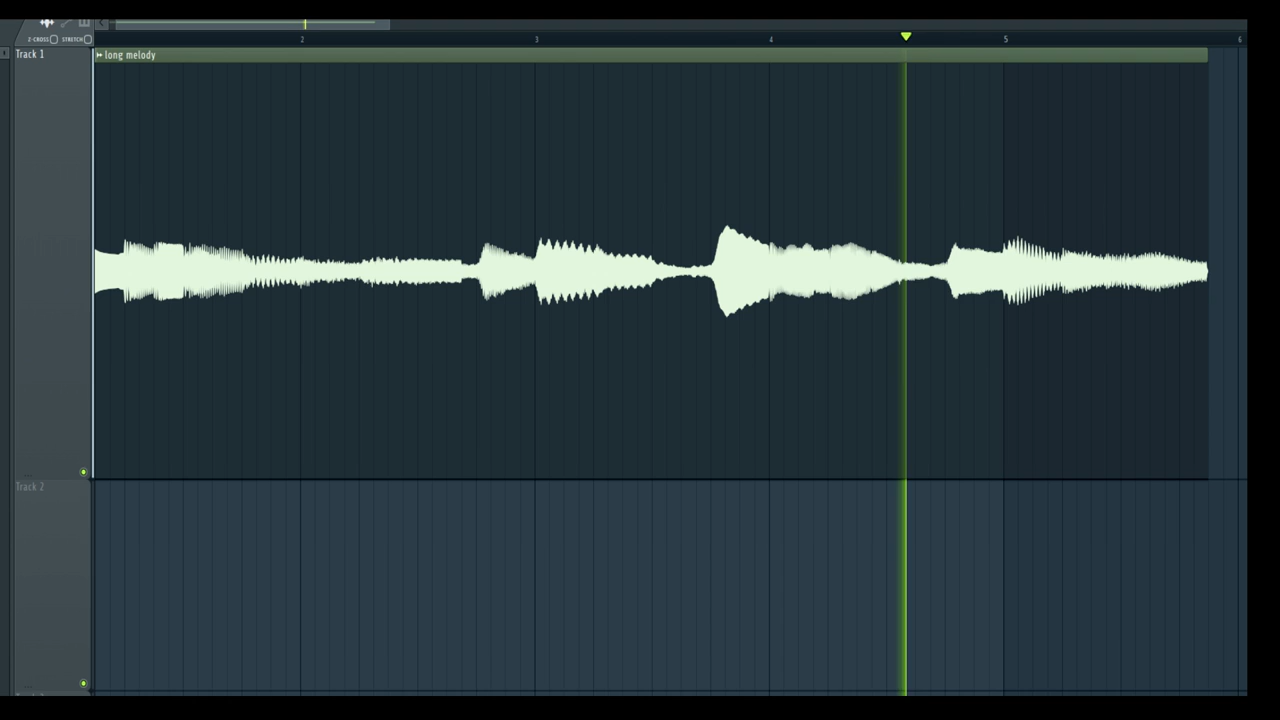 Z-CROSS STRETCH
2 3 4 5 6
Track 1
long melody
Track 2